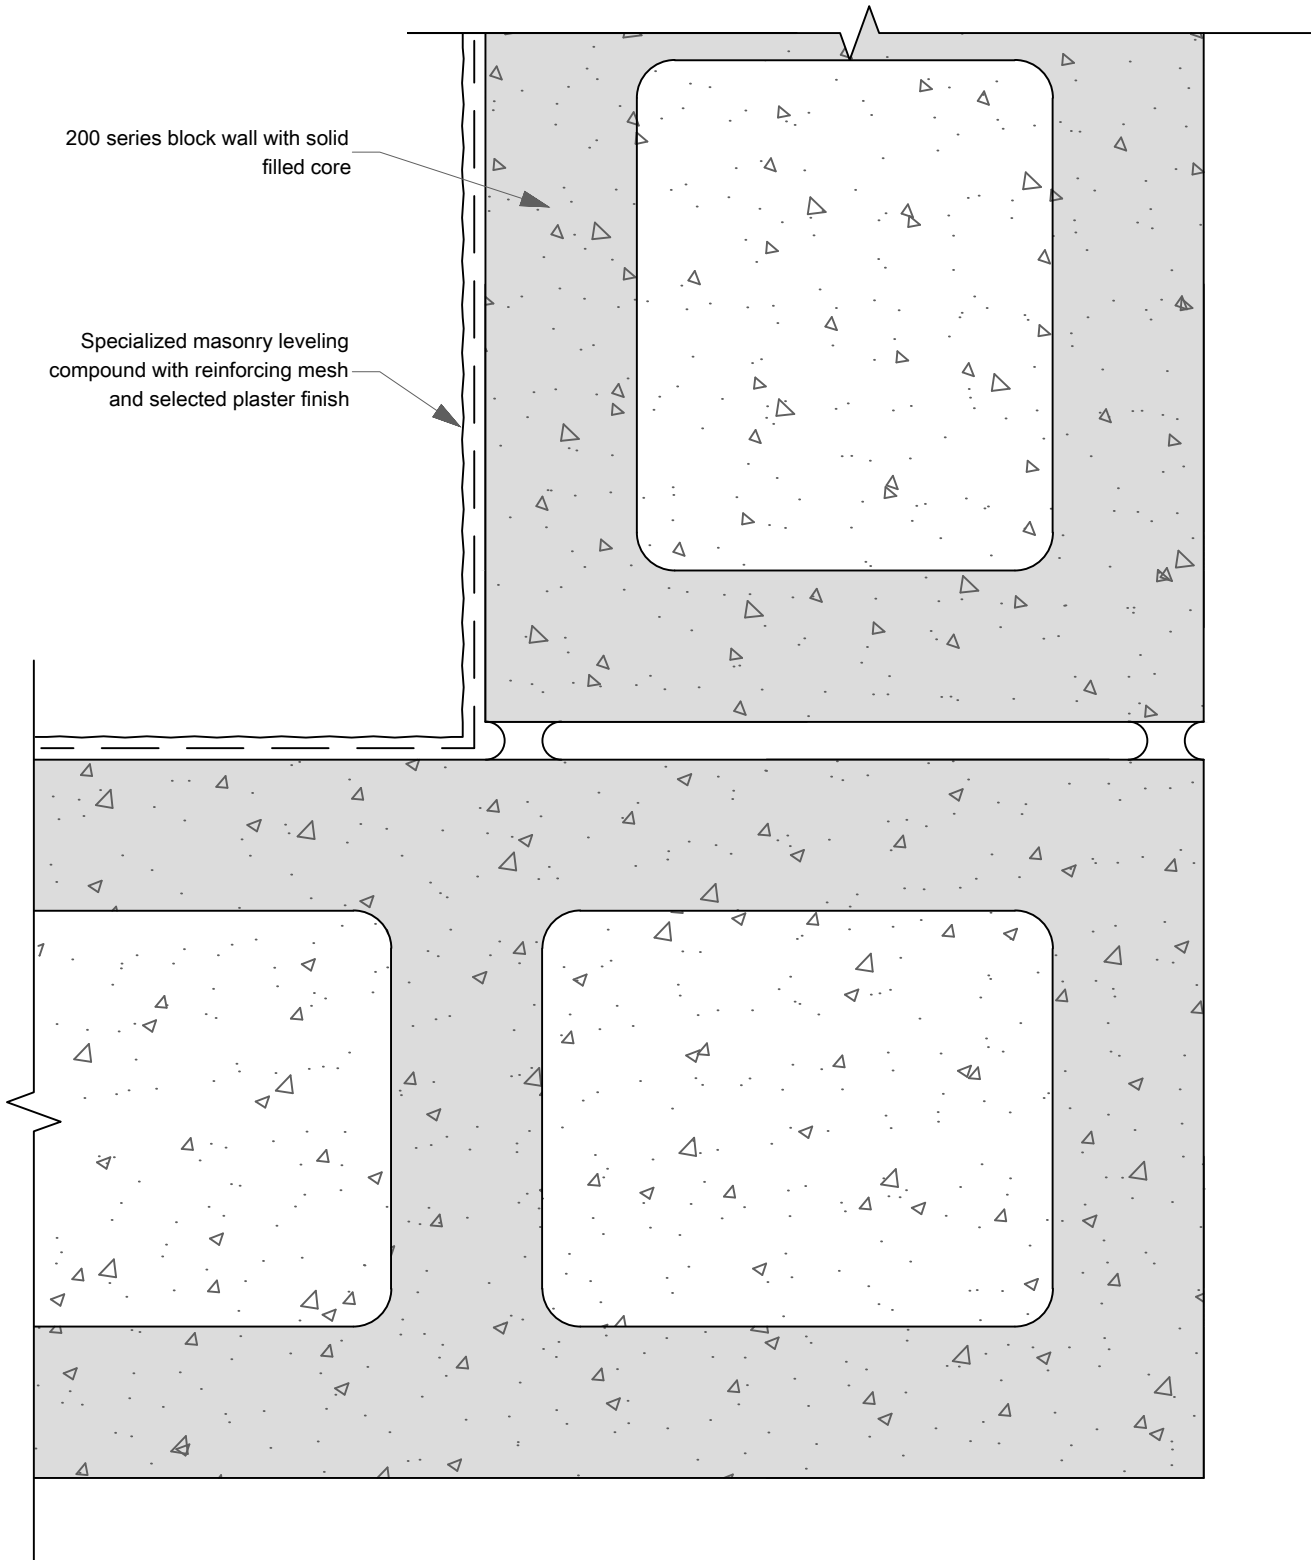 200 series block wall with solid
filled core
Specialized masonry leveling
compound with reinforcing mesh
and selected plaster finish